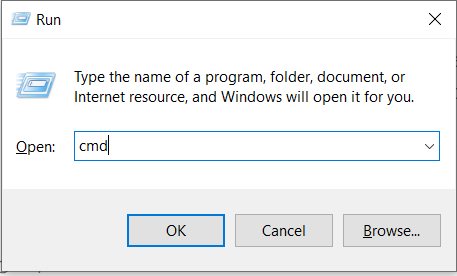 Run
Type the name of a program, folder, document, or
Internet resource, and Windows will open it for you.
Open:
cmd
OK
Cancel
Browse...